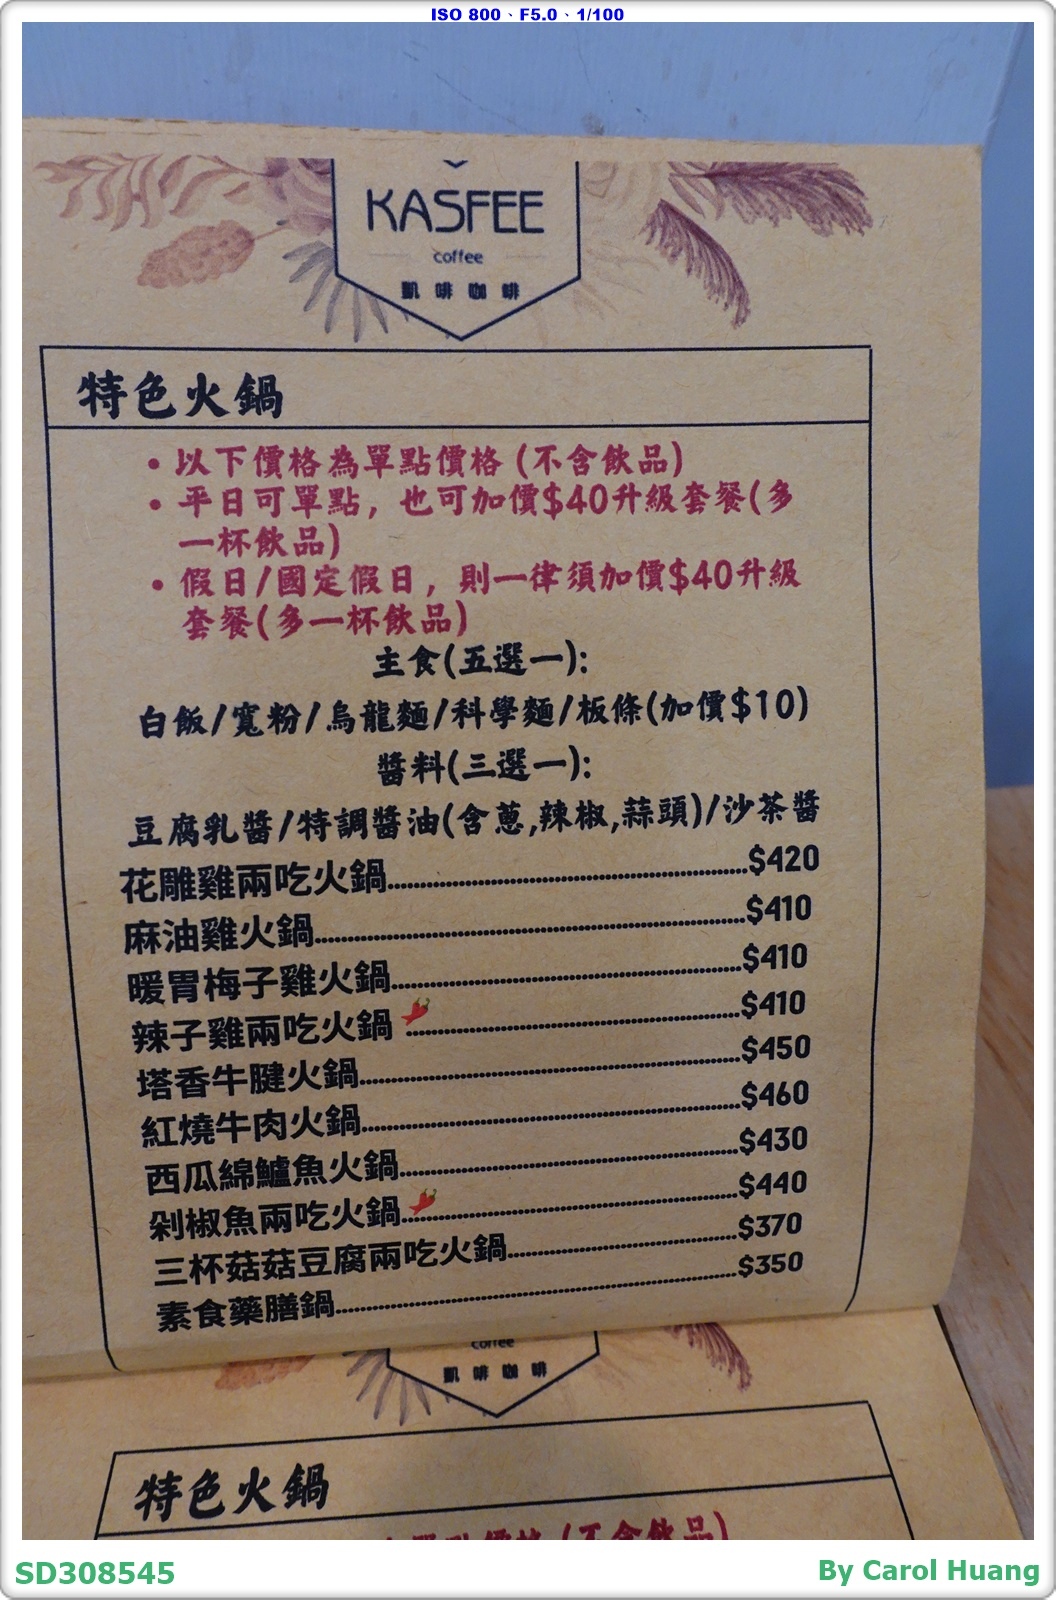 ISO 800、F5.0、1/100
KASFEE
coffee
凱啡咖啡
特色火鍋
• 以下價格為單點價格 (不含飲品)
• 平日可單點, 也可加價$40升級套餐(多
一杯飲品)
• 假日/國定假日, 則一律須加價$40升級
套餐(多一杯飲品)
主食(五選一):
白飯/寬粉/烏龍麵/科學麵/板條(加價$10)
醬料(三選一):
豆腐乳醬/特調醬油(含蔥,辣椒,蒜頭)/沙茶醬
花雕雞兩吃火鍋....................$420
麻油雞火鍋....................$410
暖胃梅子雞火鍋....................$410
辣子雞兩吃火鍋....................$410
塔香牛腱火鍋....................$450
紅燒牛肉火鍋....................$460
西瓜綿鱸魚火鍋....................$430
剁椒魚兩吃火鍋....................$440
三杯菇菇豆腐兩吃火鍋....................$370
素食藥膳鍋....................$350
coffee
凱啡咖啡
特色火鍋
單點價格 (不含飲品)
SD308545
By Carol Huang